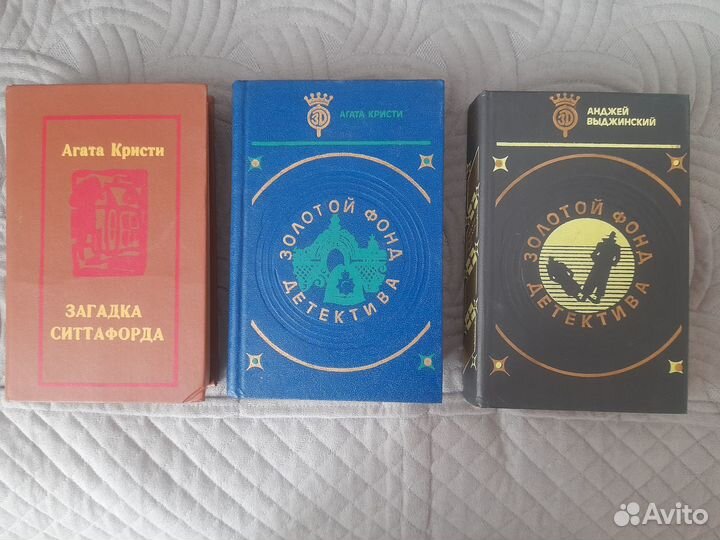 Агата Кристи
ЗАГАДКА
СИТТАФОРДА
АГАТА КРИСТИ
ЗОЛОТОЙ ФОНД
ДЕТЕКТИВА
АНДЖЕЙ
ВЫДЖИНСКИЙ
ЗОЛОТОЙ ФОНД
ДЕТЕКТИВА
Avito